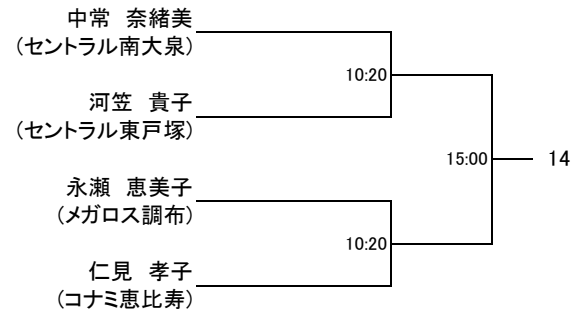 中常　奈緒美
(セントラル南大泉)
10:20
河笠　貴子
(セントラル東戸塚)
15:00 14
永瀬　恵美子
(メガロス調布)
10:20
仁見　孝子
(コナミ恵比寿)